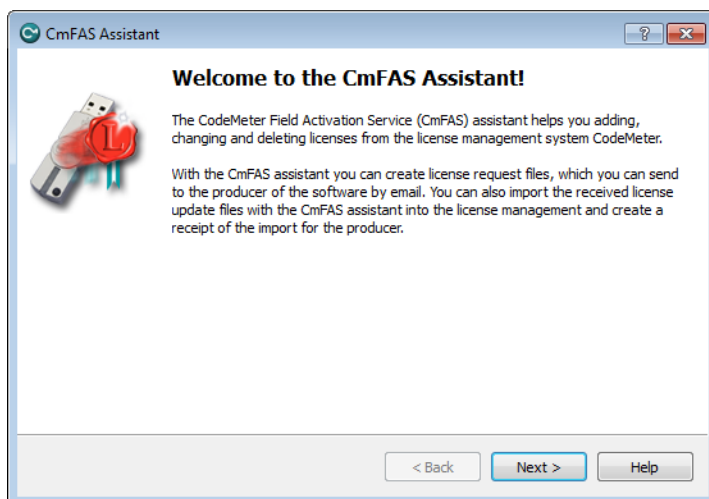 CmFAS Assistant
Welcome to the CmFAS Assistant!
The CodeMeter Field Activation Service (CmFAS) assistant helps you adding,
changing and deleting licenses from the license management system CodeMeter.
With the CmFAS assistant you can create license request files, which you can send
to the producer of the software by email. You can also import the received license
update files with the CmFAS assistant into the license management and create a
receipt of the import for the producer.
L
< Back
Next >
Help